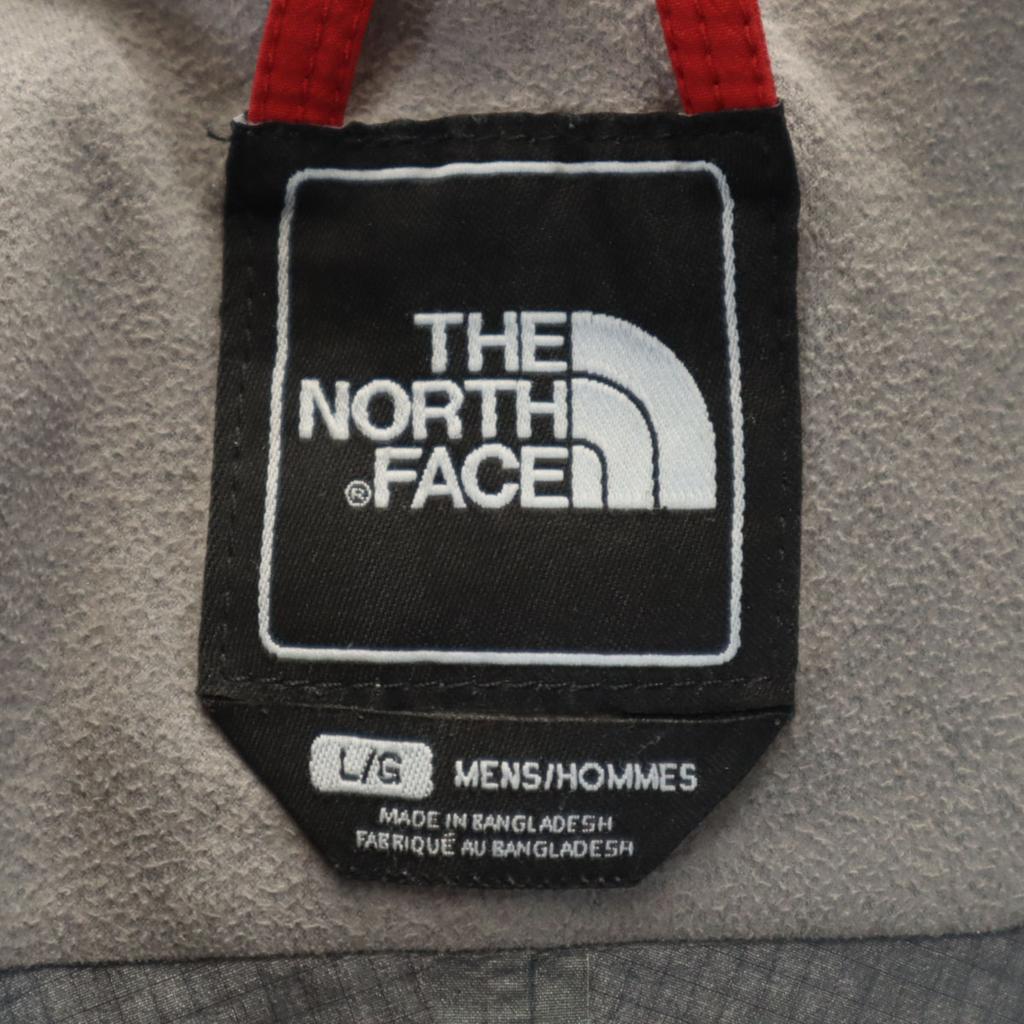 THE
NORTH
®FACE
L/G MENS/HOMMES
MADE IN BANGLADESH
FABRIQUÉ AU BANGLADESH